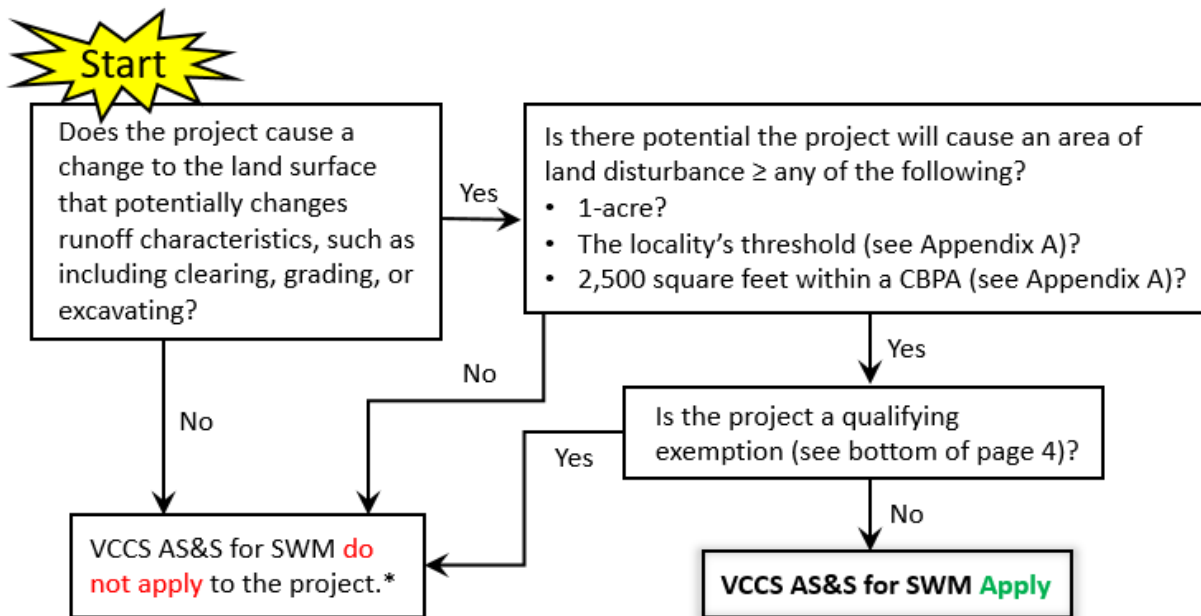 Start
Does the project cause a
change to the land surface
that potentially changes
runoff characteristics, such as
including clearing, grading, or
excavating?
Yes
Is there potential the project will cause an area of
land disturbance ≥ any of the following?
• 1-acre?
• The locality’s threshold (see Appendix A)?
• 2,500 square feet within a CBPA (see Appendix A)?
No
No
Yes
Is the project a qualifying
exemption (see bottom of page 4)?
Yes
No
VCCS AS&S for SWM do
not apply to the project.*
VCCS AS&S for SWM Apply